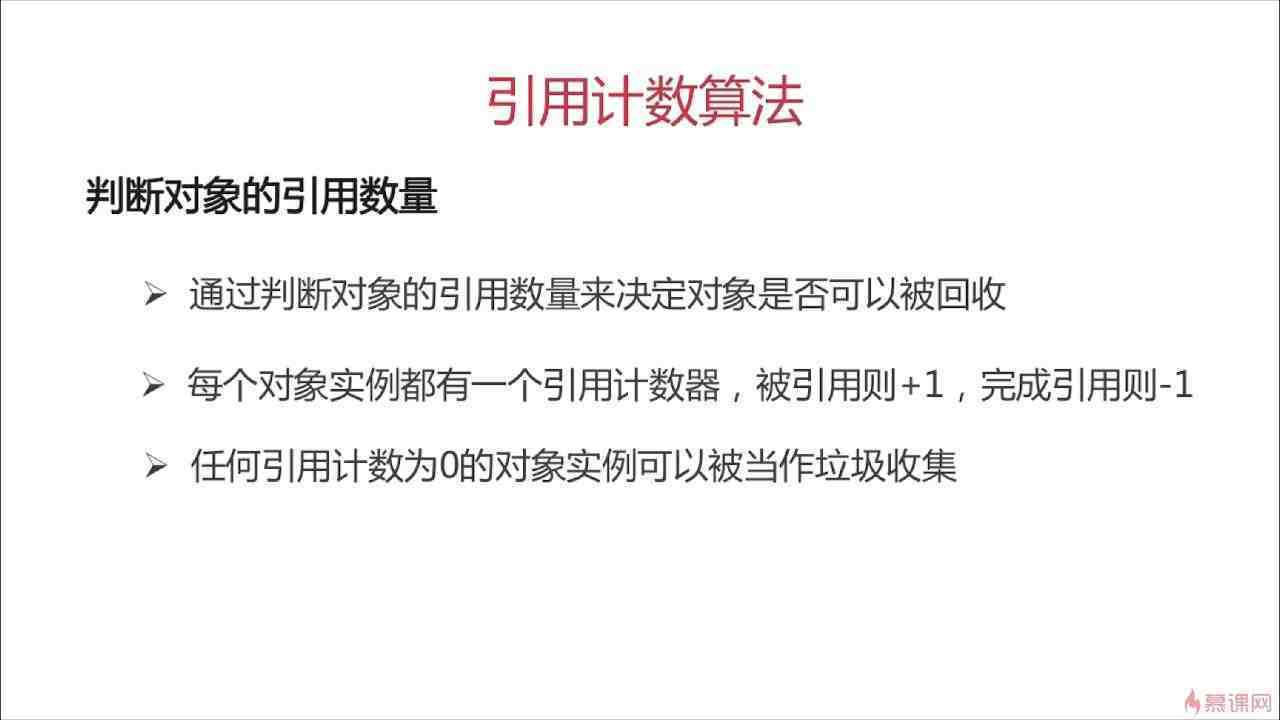 引用计数算法
判断对象的引用数量
➢ 通过判断对象的引用数量来决定对象是否可以被回收
➢ 每个对象实例都有一个引用计数器，被引用则+1，完成引用则-1
➢ 任何引用计数为0的对象实例可以被当作垃圾收集
慕课网